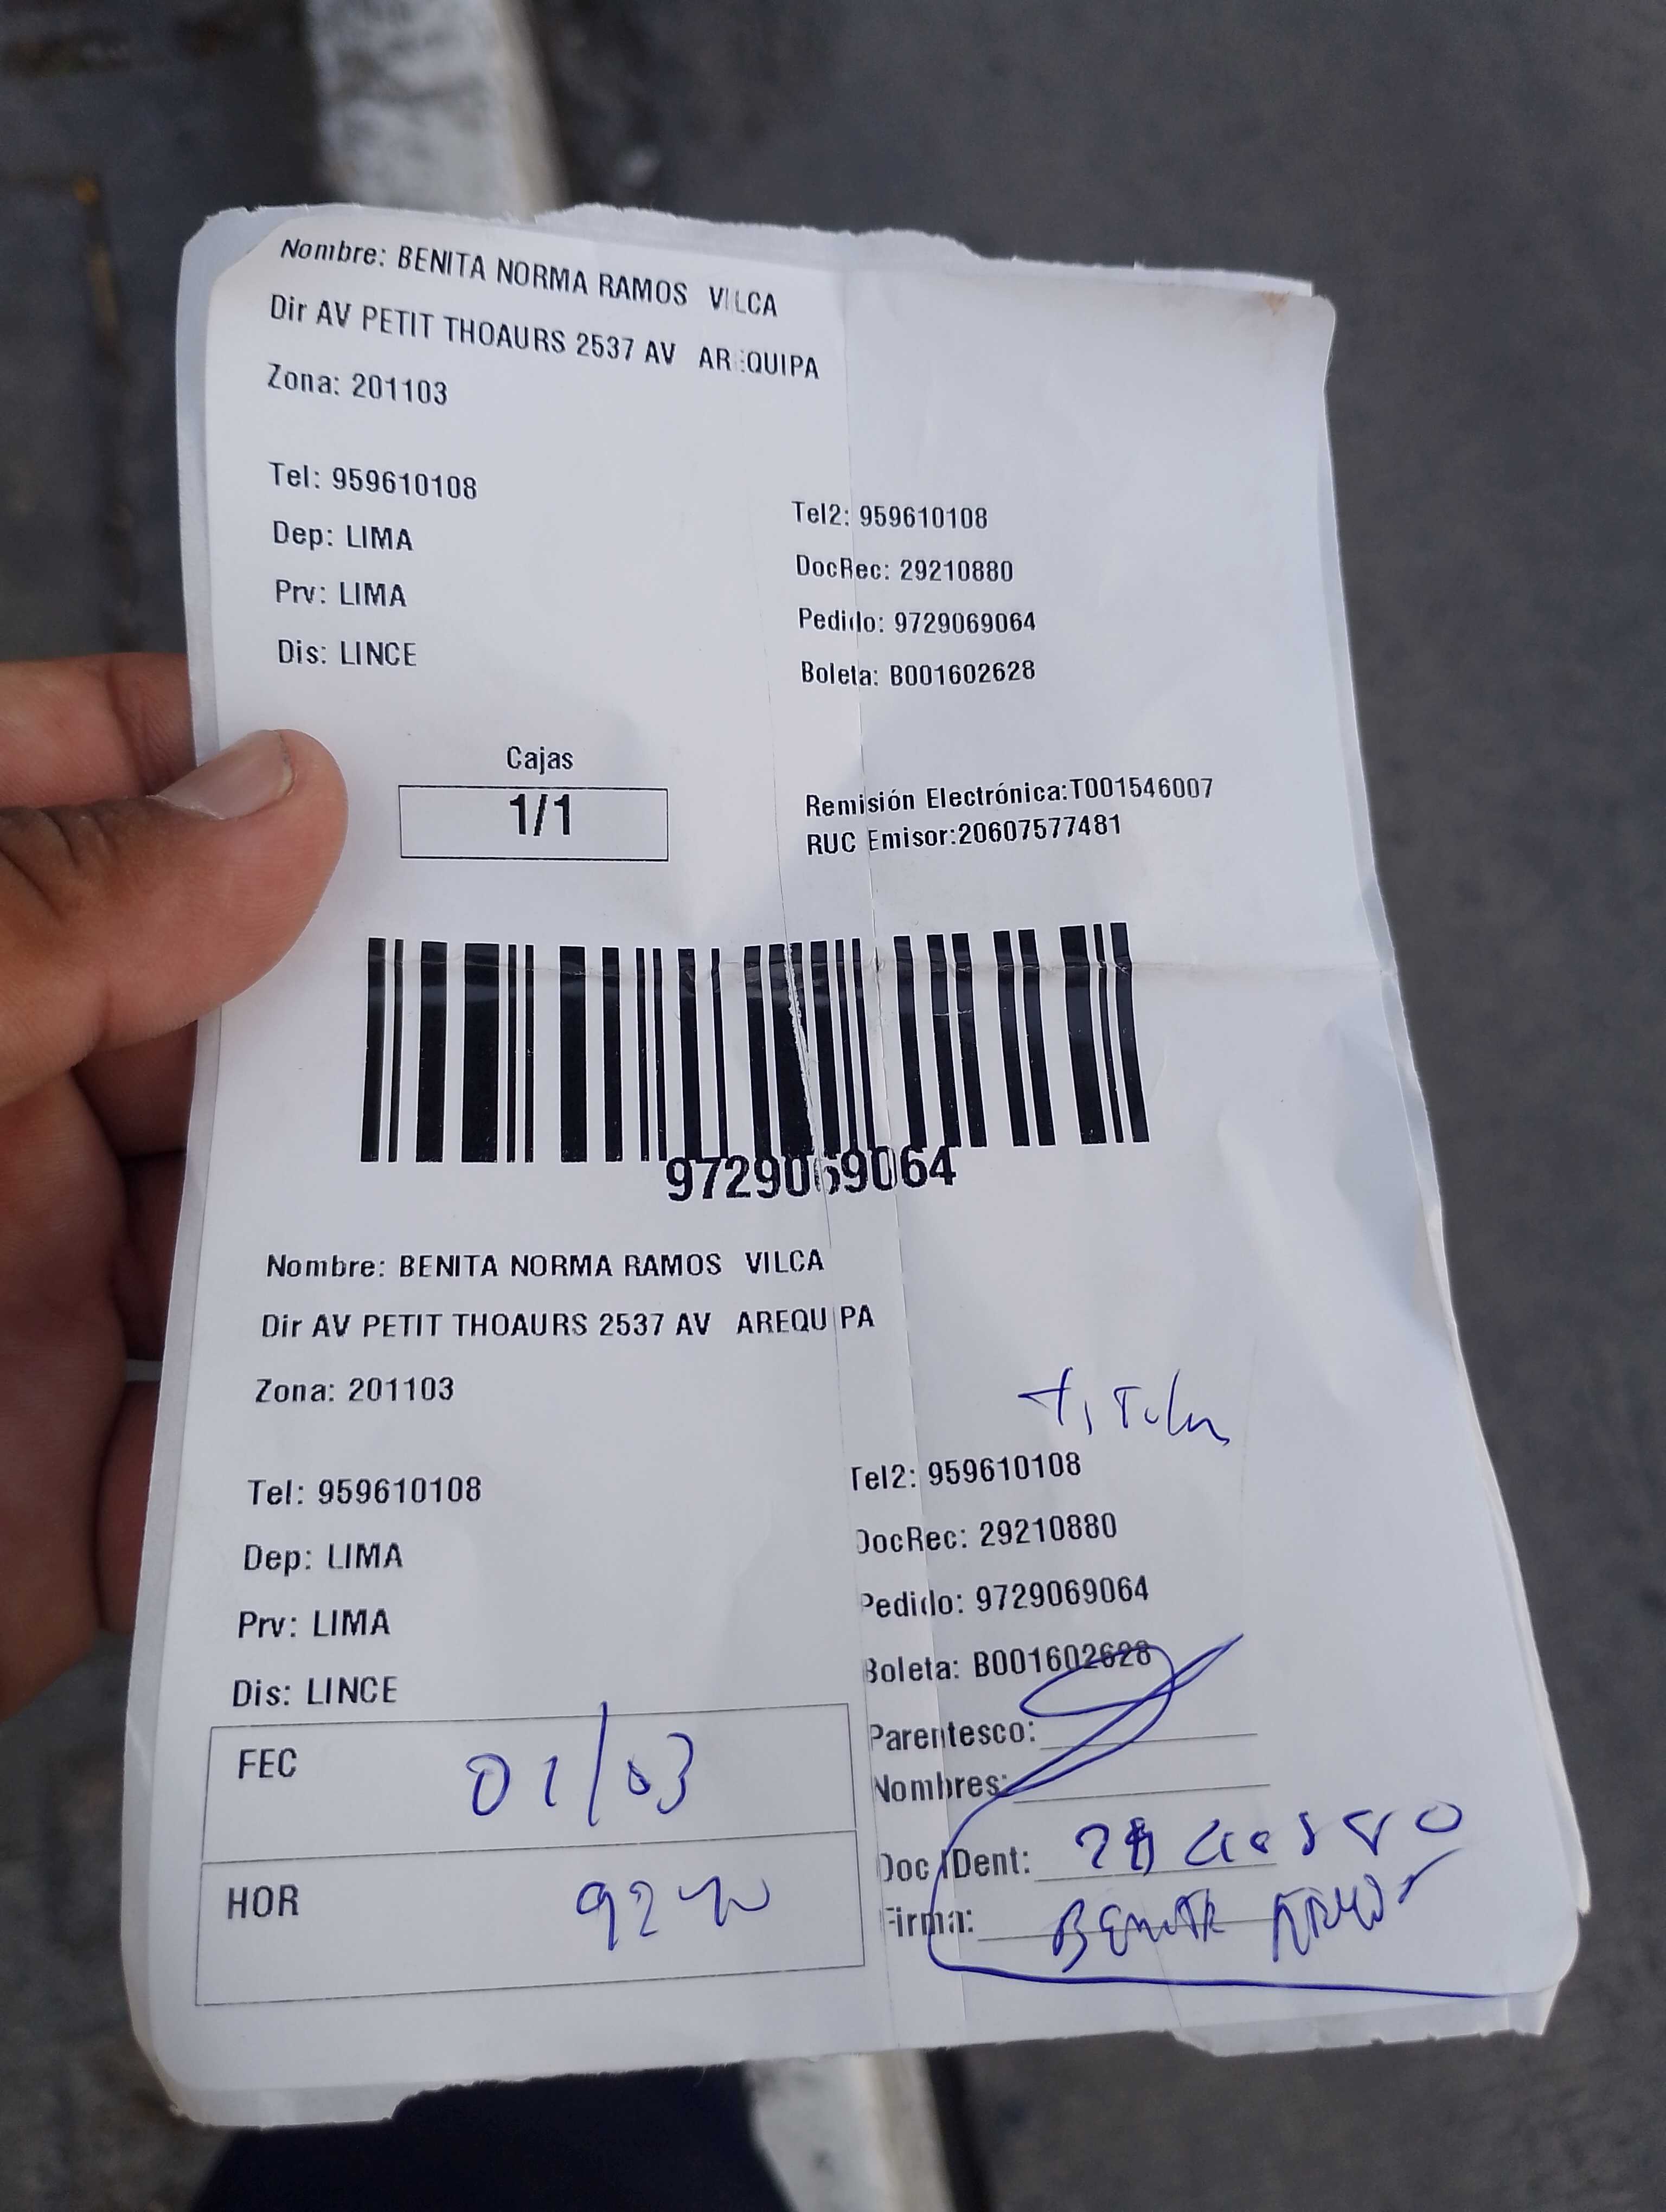 Nombre: BENITA NORMA RAMOS VILCA
Dir AV PETIT THOAURS 2537 AV AREQUIPA
Zona: 201103
Tel: 959610108
Tel2: 959610108
Dep: LIMA
DocRec: 29210880
Prv: LIMA
Pedido: 9729069064
Dis: LINCE
Boleta: B001602628
Cajas
1/1
Remisión Electrónica:T001546007
RUC Emisor:20607577481
9729069064
Nombre: BENITA NORMA RAMOS VILCA
Dir AV PETIT THOAURS 2537 AV AREQUIPA
Zona: 201103
Titular
Tel: 959610108
Tel2: 959610108
Dep: LIMA
DocRec: 29210880
Prv: LIMA
Pedido: 9729069064
Dis: LINCE
Boleta: B001602628
FEC 01/03
Parentesco:
Nombres:
HOR
Doc IDent:
Firma: BENITA